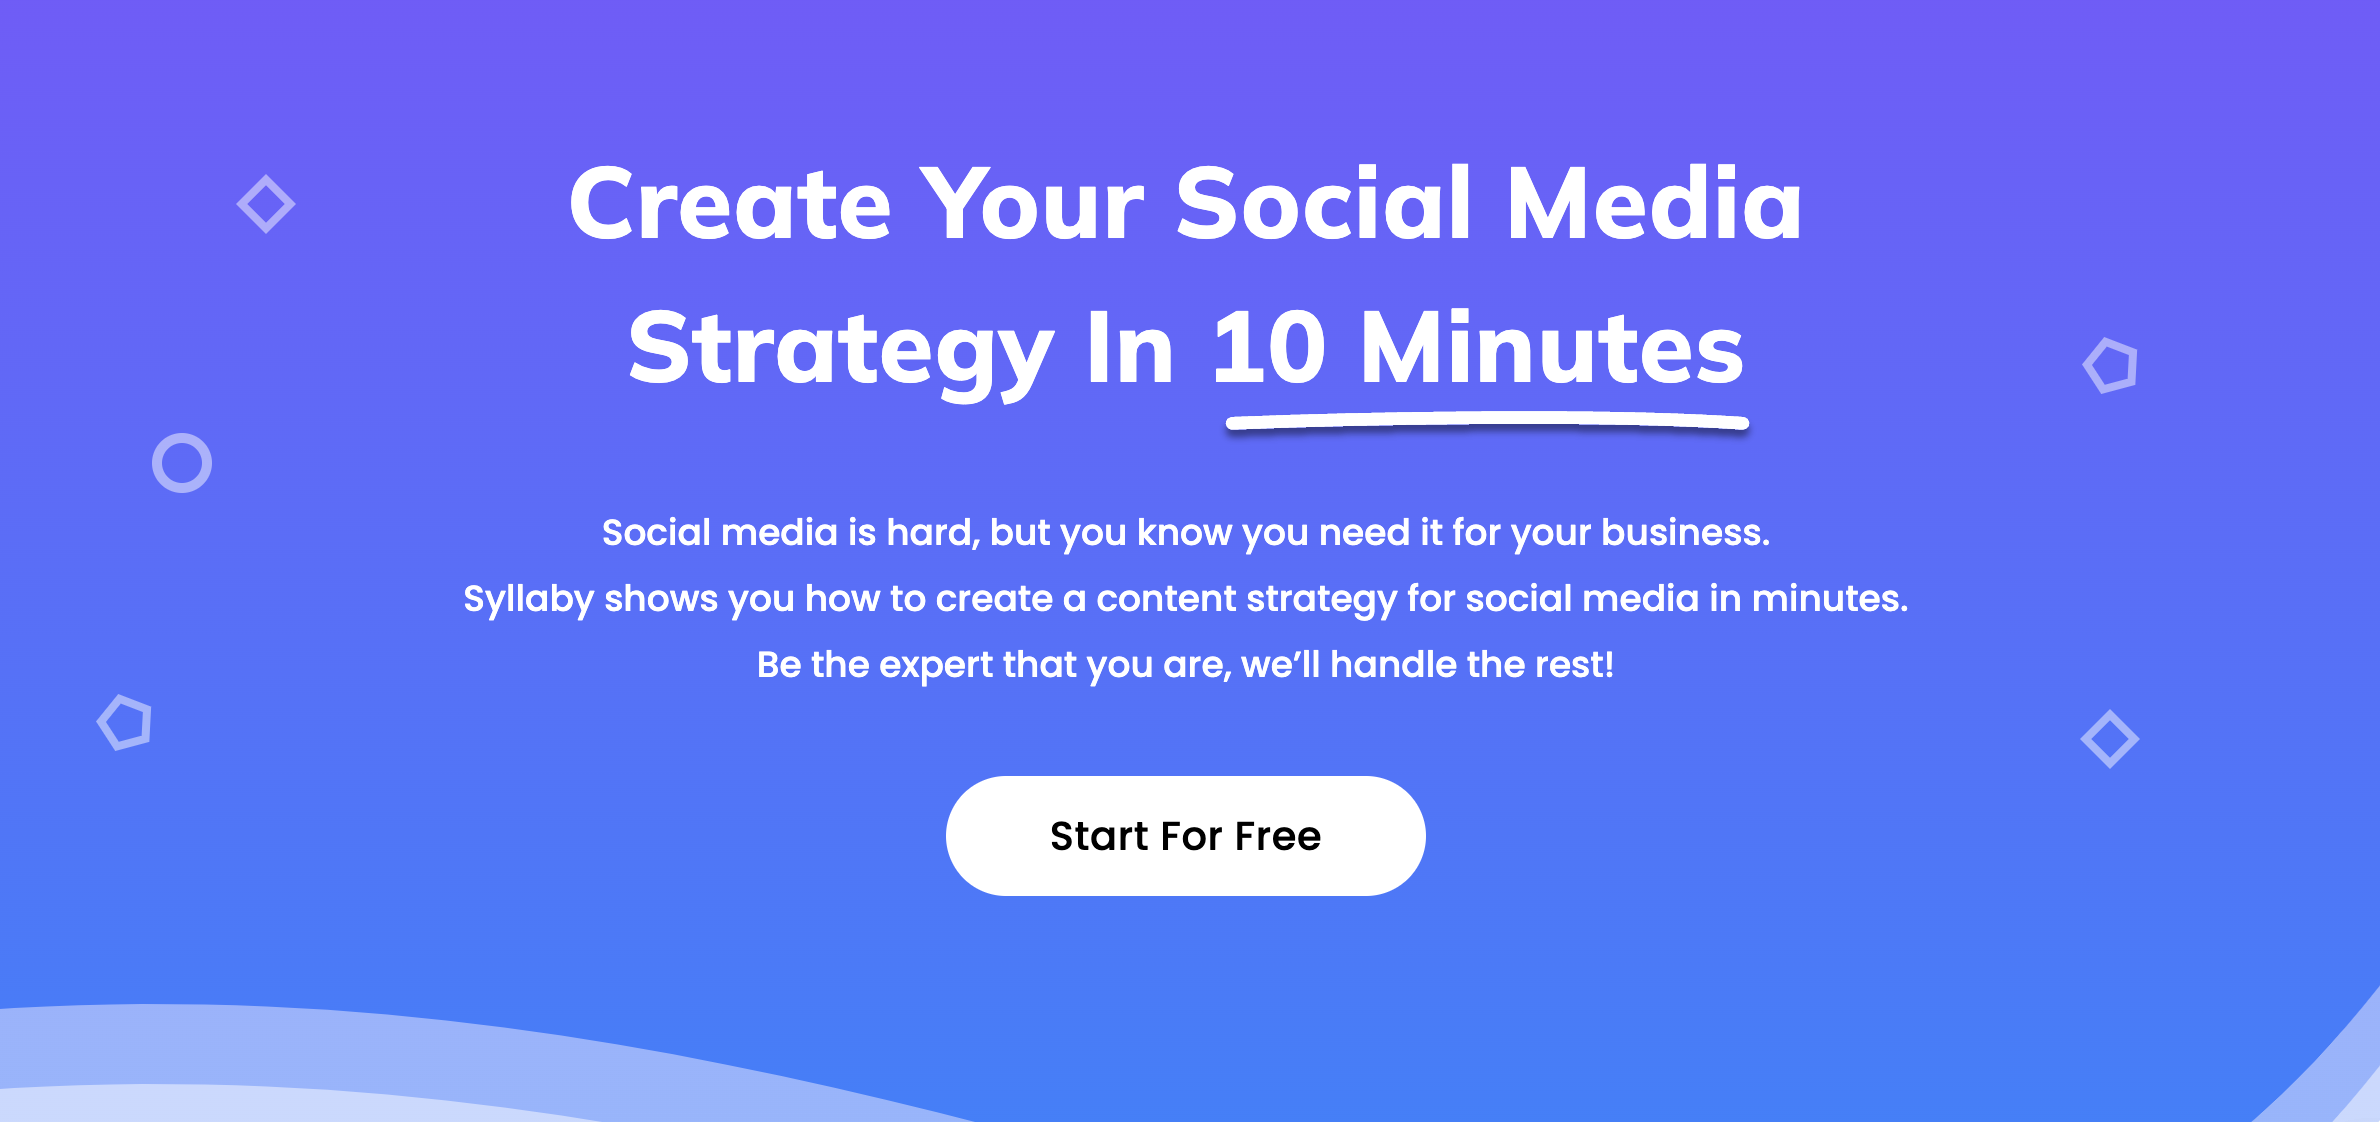 Create Your Social Media
Strategy In 10 Minutes
Social media is hard, but you know you need it for your business.
Syllaby shows you how to create a content strategy for social media in minutes.
Be the expert that you are, we’ll handle the rest!
Start For Free